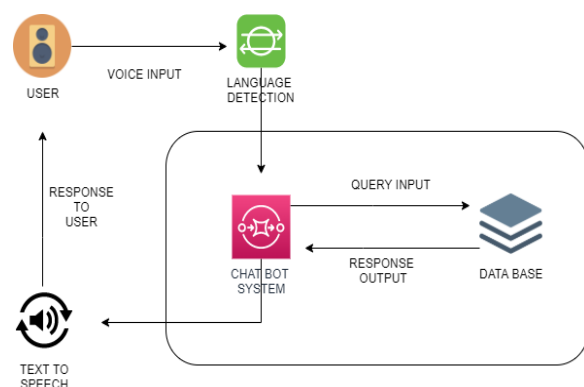 VOICE INPUT
USER
LANGUAGE
DETECTION
QUERY INPUT
RESPONSE
TO
USER
RESPONSE
OUTPUT
CHAT BOT
SYSTEM
DATA BASE
TEXT TO
SPEECH